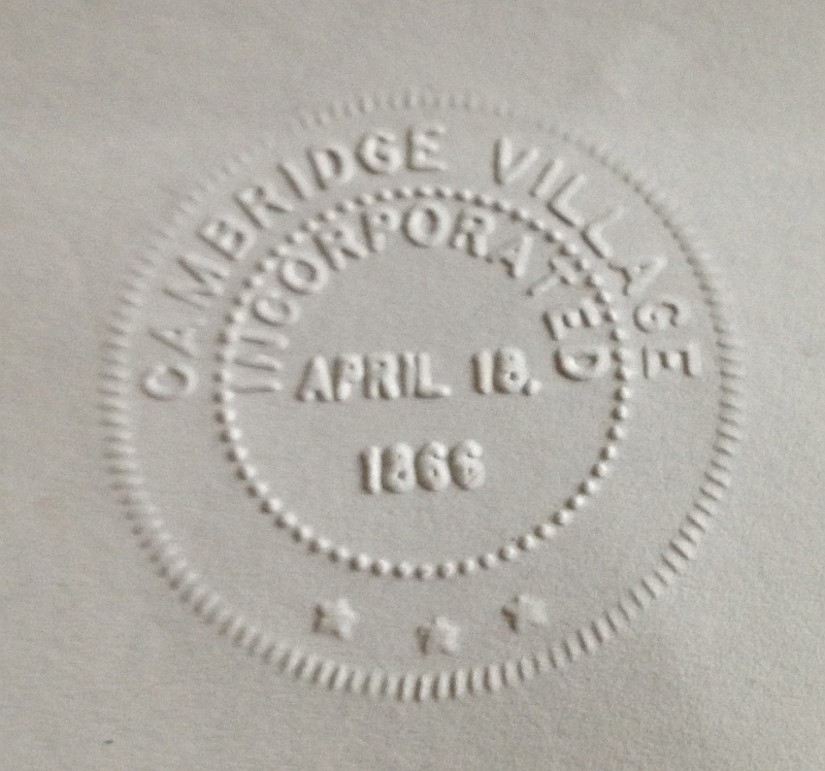 CAMBRIDGE VILLAGE
INCORPORATED
APRIL 18.
1866